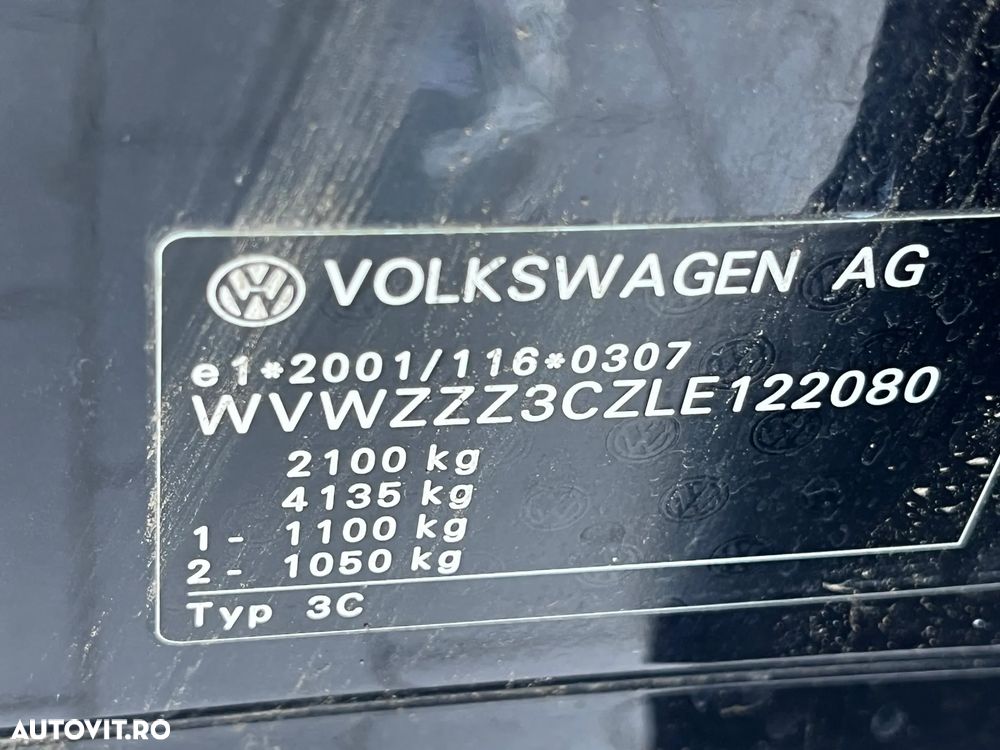 VOLKSWAGEN AG
e1*2001/116*0307
WVWZZZ3CZLE122080
2100 kg
4135 kg
1- 1100 kg
2- 1050 kg
Typ 3C
AUTOVIT.RO